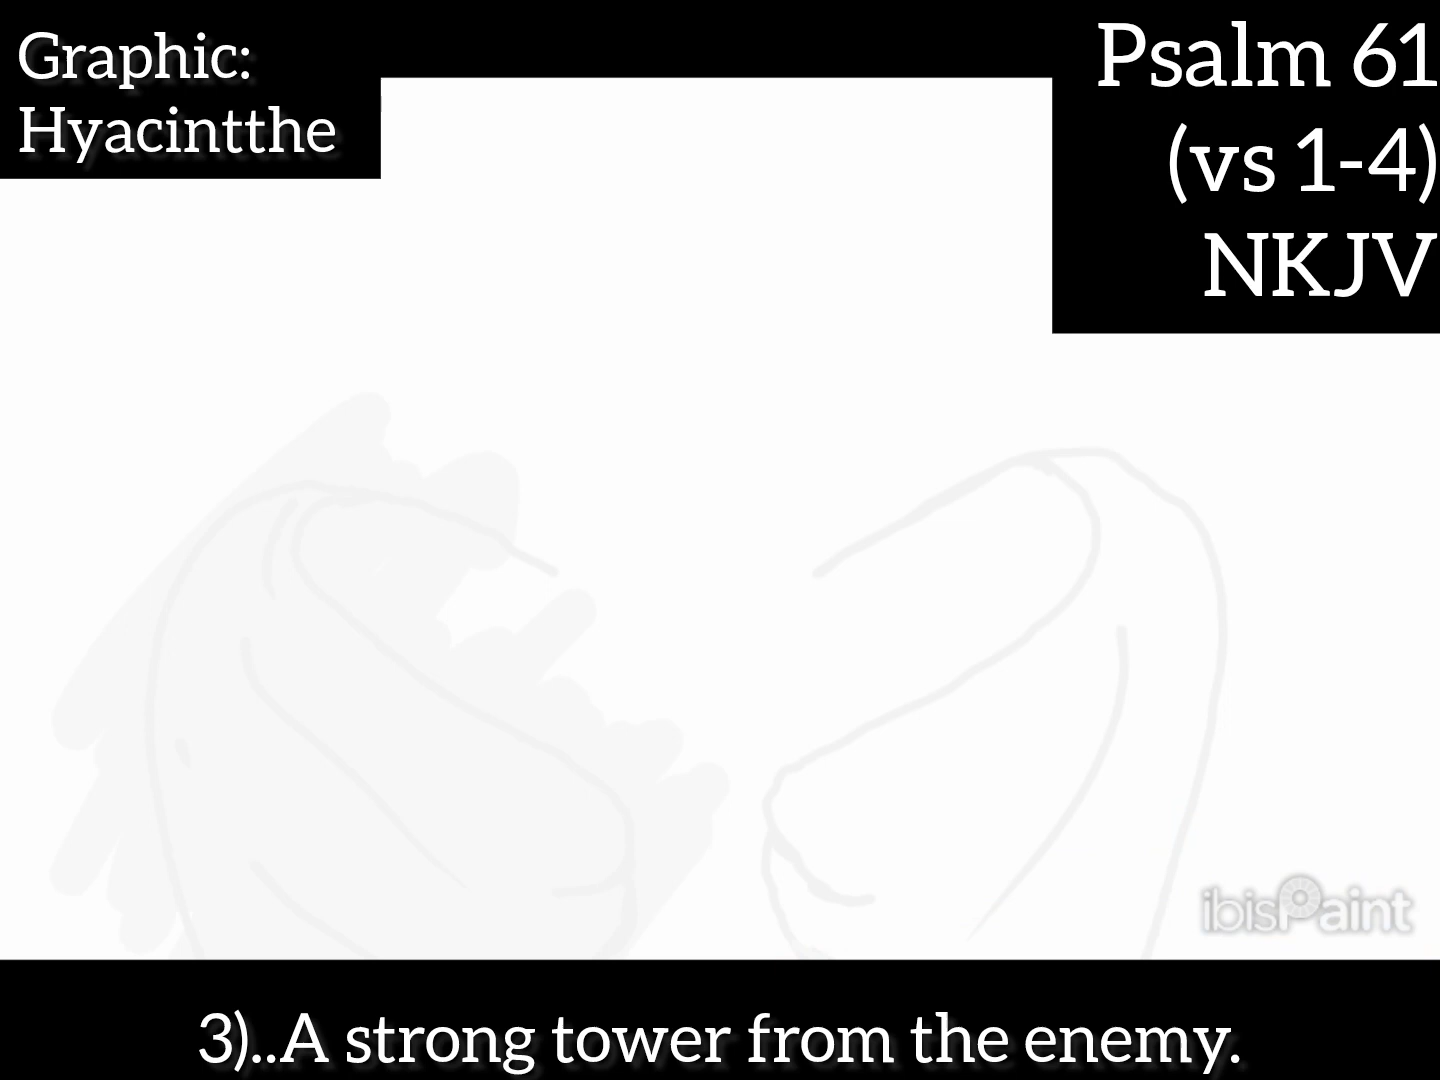 Graphic:
Hyacintthe
Psalm 61
(vs 1-4)
NKJV
ibisPaint
3)..A strong tower from the enemy.